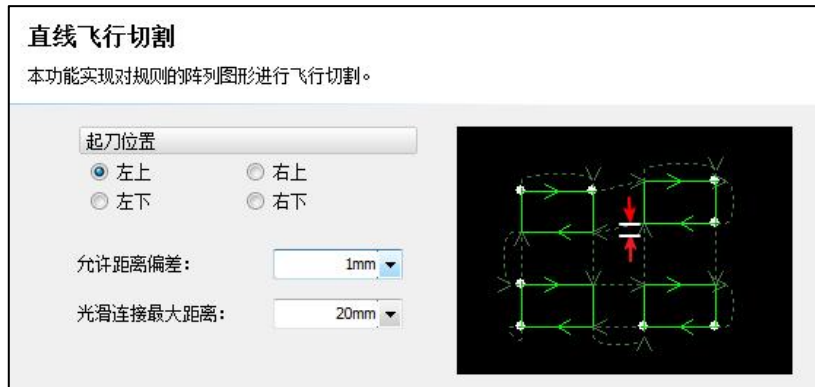 直线飞行切割
本功能实现对规则的阵列图形进行飞行切割。
起刀位置
左上 右上
左下 右下
允许距离偏差： 1mm
光滑连接最大距离： 20mm